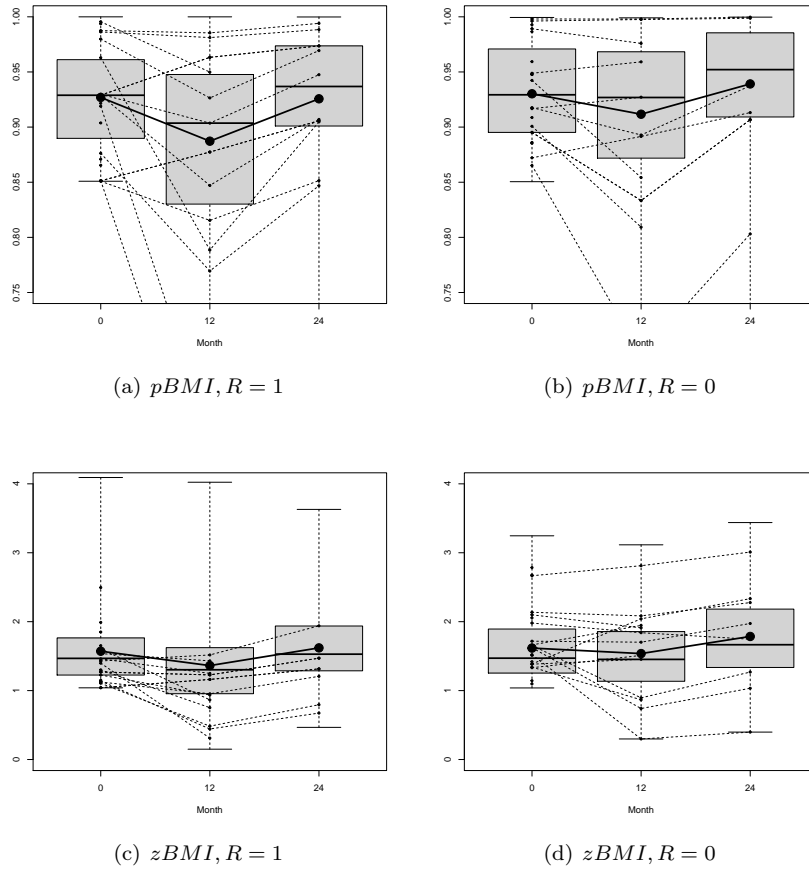 1.00
0.95
0.90
0.85
0.80
0.75
0 12 24
Month
(a) pBMI, R = 1
1.00
0.95
0.90
0.85
0.80
0.75
0 12 24
Month
(b) pBMI, R = 0
4
3
2
1
0
0 12 24
Month
(c) zBMI, R = 1
4
3
2
1
0
0 12 24
Month
(d) zBMI, R = 0